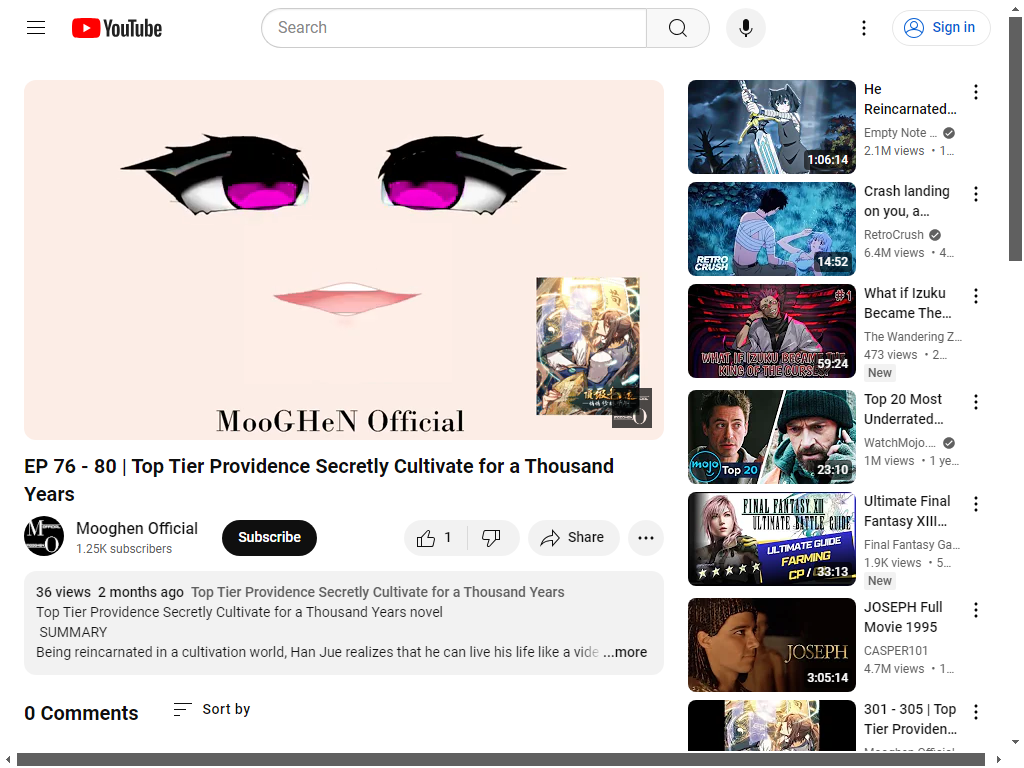 YouTube
Search
Sign in
MooGHeN Official
EP 76 - 80 | Top Tier Providence Secretly Cultivate for a Thousand
Years
Mooghen Official
1.25K subscribers
Subscribe
1
Share
36 views 2 months ago Top Tier Providence Secretly Cultivate for a Thousand Years
Top Tier Providence Secretly Cultivate for a Thousand Years novel
SUMMARY
Being reincarnated in a cultivation world, Han Jue realizes that he can live his life like a vide ...more
0 Comments
Sort by
1:06:14
He
Reincarnated…
Empty Note ...
2.1M views • 1…
RETRO
CRUSH
14:52
Crash landing
on you, a…
RetroCrush
6.4M views • 4…
#1
WHAT IF IZUKU BECAME THE
KING OF THE CURSES?
59:24
What if Izuku
Became The…
The Wandering Z…
473 views • 2…
New
mojo
Top 20
23:10
Top 20 Most
Underrated…
WatchMojo....
1M views • 1 ye…
FINAL FANTASY XIII
ULTIMATE BATTLE GUIDE
ULTIMATE GUIDE
FARMING
CP /
33:13
Ultimate Final
Fantasy XIII…
Final Fantasy Ga…
1.9K views • 5…
New
JOSEPH
3:05:14
JOSEPH Full
Movie 1995
CASPER101
4.7M views • 1…
301 - 305 | Top
Tier Providen…
Mooghen Official